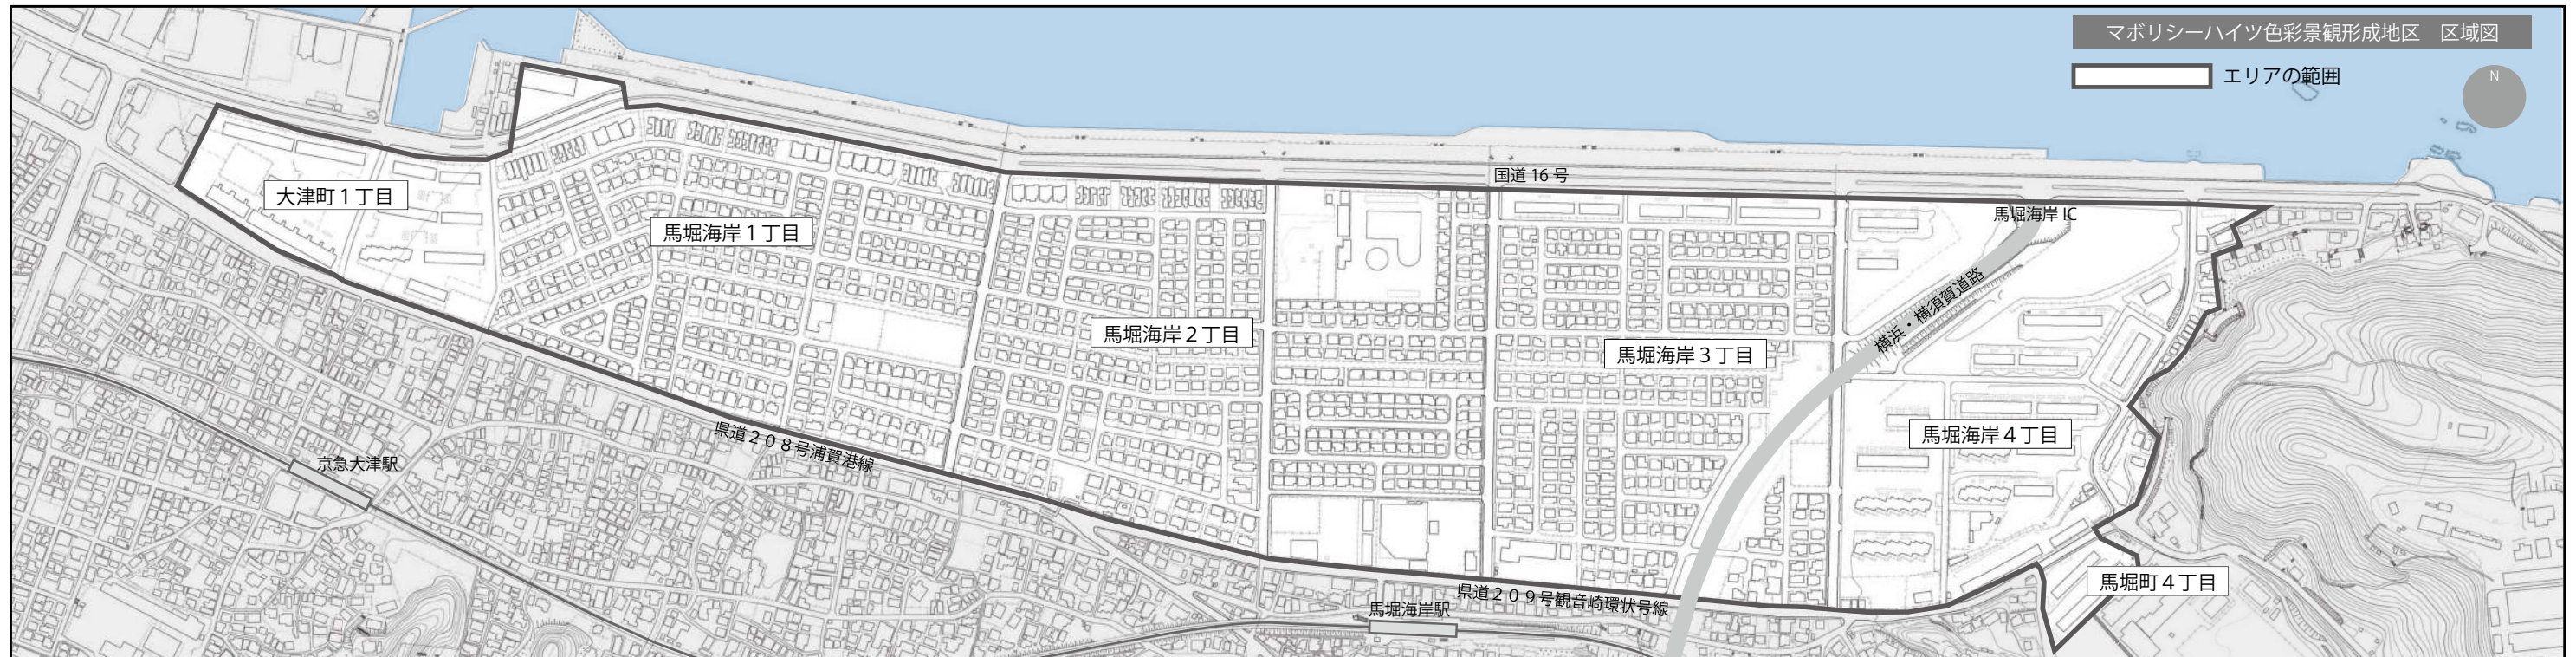 マボリシーハイツ色彩景観形成地区　区域図
エリアの範囲
N
国道 16 号
馬堀海岸 IC
大津町１丁目
馬堀海岸１丁目
横浜・横須賀道路
馬堀海岸２丁目
馬堀海岸３丁目
県道２０８号浦賀港線
馬堀海岸４丁目
京急大津駅
馬堀町４丁目
県道２０９号観音崎環状号線
馬堀海岸駅